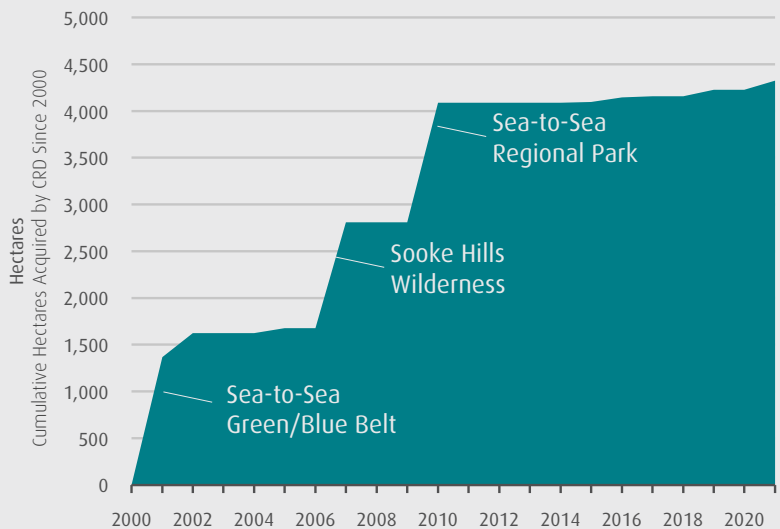 Hectares
Cumulative Hectares Acquired by CRD Since 2000
5,000
4,500
4,000
3,500
3,000
2,500
2,000
1,500
1,000
500
0
Sea-to-Sea
Regional Park
Sooke Hills
Wilderness
Sea-to-Sea
Green/Blue Belt
2000 2002 2004 2006 2008 2010 2012 2014 2016 2018 2020